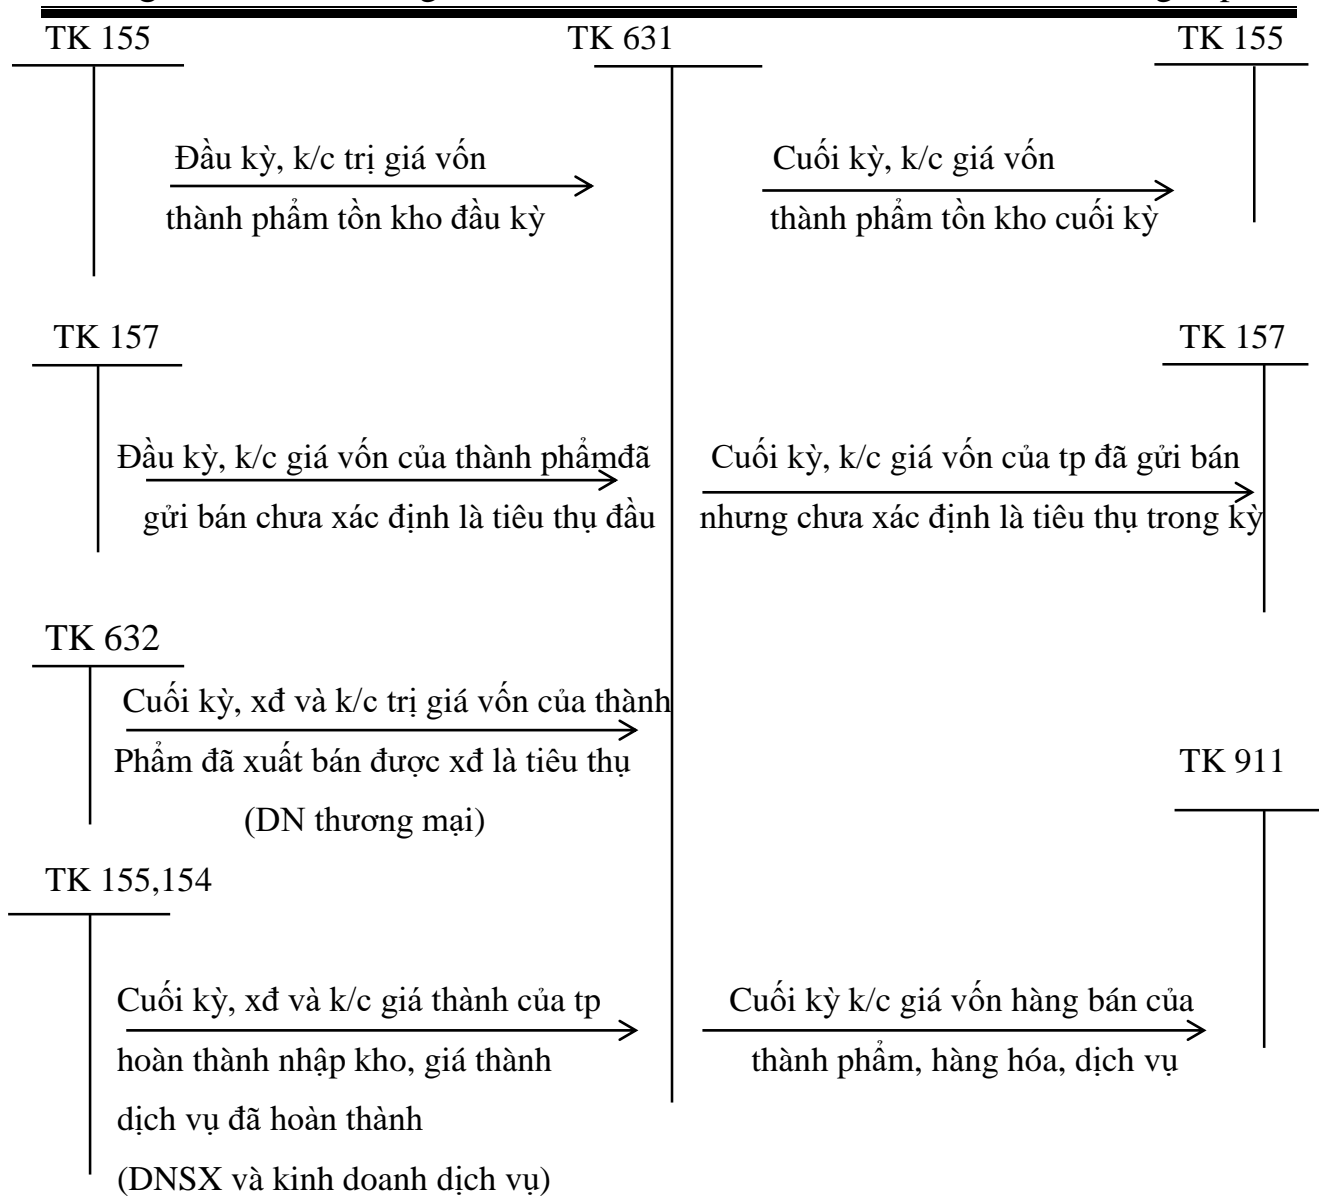 TK 155
TK 631
TK 155
Đầu kỳ, k/c trị giá vốn
thành phẩm tồn kho đầu kỳ
Cuối kỳ, k/c giá vốn
thành phẩm tồn kho cuối kỳ
TK 157
TK 157
Đầu kỳ, k/c giá vốn của thành phẩmđã
gửi bán chưa xác định là tiêu thụ đầu
Cuối kỳ, k/c giá vốn của tp đã gửi bán
nhưng chưa xác định là tiêu thụ trong kỳ
TK 632
Cuối kỳ, xđ và k/c trị giá vốn của thành
Phẩm đã xuất bán được xđ là tiêu thụ
(DN thương mại)
TK 911
TK 155,154
Cuối kỳ, xđ và k/c giá thành của tp
hoàn thành nhập kho, giá thành
dịch vụ đã hoàn thành
(DNSX và kinh doanh dịch vụ)
Cuối kỳ k/c giá vốn hàng bán của
thành phẩm, hàng hóa, dịch vụ